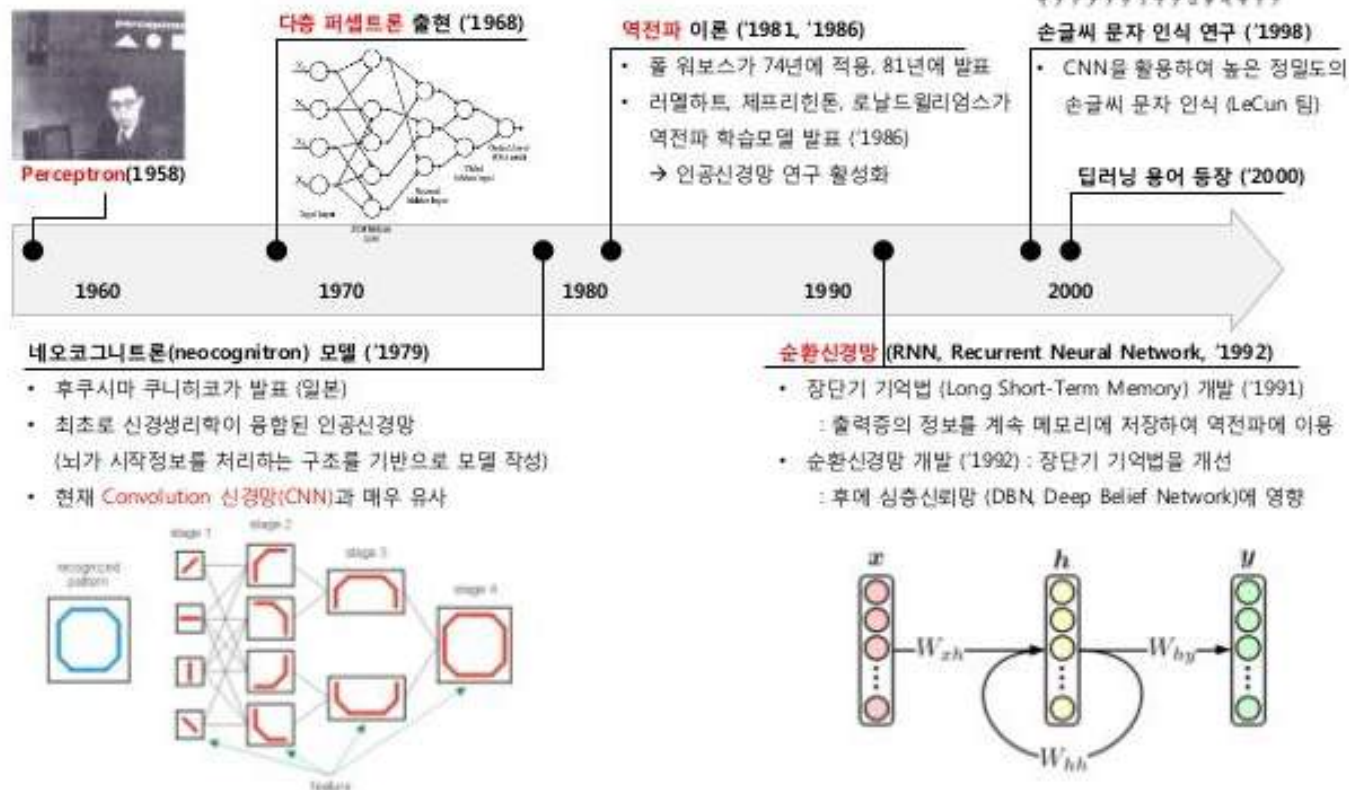 Perceptron(1958)
다층 퍼셉트론 출현 ('1968)
역전파 이론 ('1981, '1986)
• 폴 워보스가 74년에 적용, 81년에 발표
• 러멜하트, 제프리힌톤, 로날드윌리엄스가
역전파 학습모델 발표 ('1986)
→ 인공신경망 연구 활성화
손글씨 문자 인식 연구 ('1998)
• CNN을 활용하여 높은 정밀도의
손글씨 문자 인식 (LeCun 팀)
딥러닝 용어 등장 ('2000)
1960
1970
1980
1990
2000
네오코그니트론(neocognitron) 모델 ('1979)
• 후쿠시마 쿠니히코가 발표 (일본)
• 최초로 신경생리학이 융합된 인공신경망
(뇌가 시작정보를 처리하는 구조를 기반으로 모델 작성)
• 현재 Convolution 신경망(CNN)과 매우 유사
순환신경망 (RNN, Recurrent Neural Network, '1992)
• 장단기 기억법 (Long Short-Term Memory) 개발 ('1991)
: 출력증의 정보를 계속 메모리에 저장하여 역전파에 이용
• 순환신경망 개발 ('1992) : 장단기 기억법을 개선
: 후에 심층신뢰망 (DBN, Deep Belief Network)에 영향
recognized
pattern
stage 1
stage 2
stage 3
stage 4
feature
x
h
y
W_xh
W_hy
W_hh